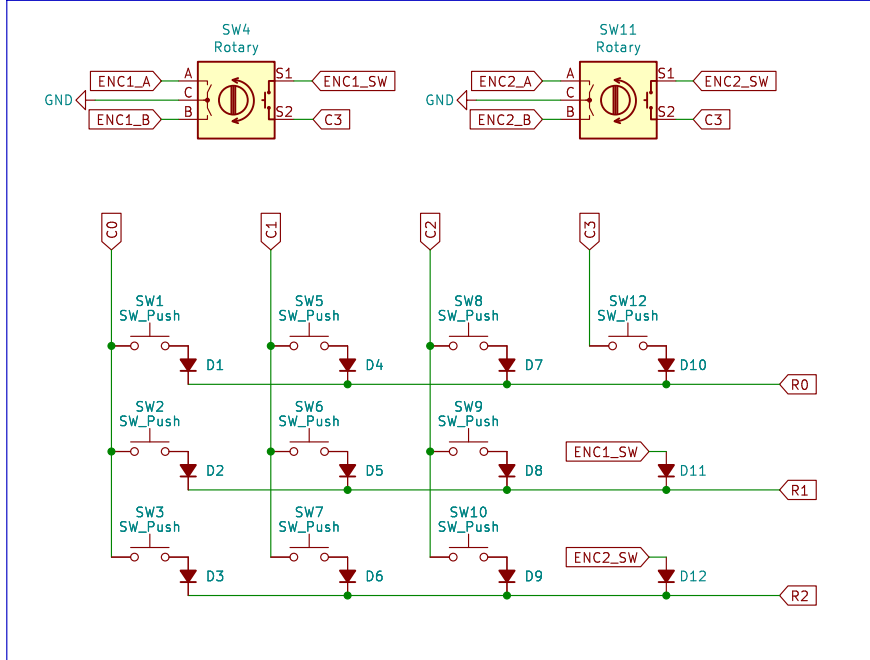 SW4
Rotary
SW11
Rotary
ENC1_A
A
S1
ENC1_SW
ENC2_A
A
S1
ENC2_SW
GND
C
GND
C
ENC1_B
B
S2
C3
ENC2_B
B
S2
C3
C0
C1
C2
C3
SW1
SW_Push
SW5
SW_Push
SW8
SW_Push
SW12
SW_Push
D1
D4
D7
D10
R0
SW2
SW_Push
SW6
SW_Push
SW9
SW_Push
ENC1_SW
D2
D5
D8
D11
R1
SW3
SW_Push
SW7
SW_Push
SW10
SW_Push
ENC2_SW
D3
D6
D9
D12
R2